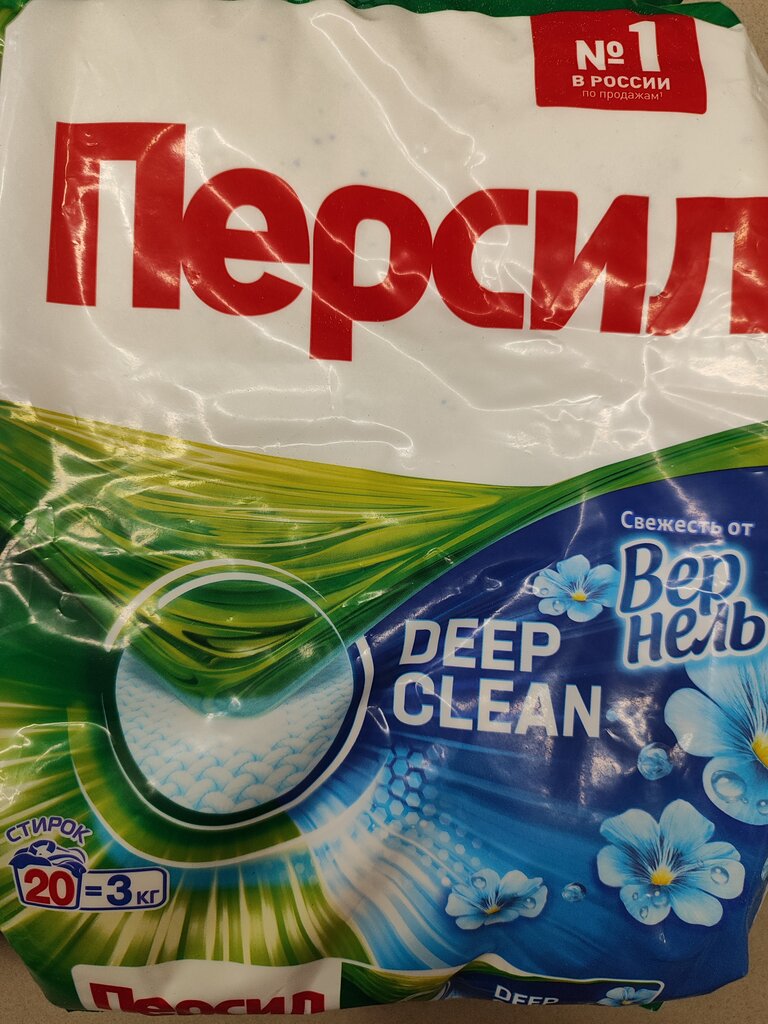 №1
В РОССИИ
по продажам¹
Персил
Свежесть от
Вер
нель
DEEP
CLEAN
СТИРОК
20=3 кг
Персил
DEEP